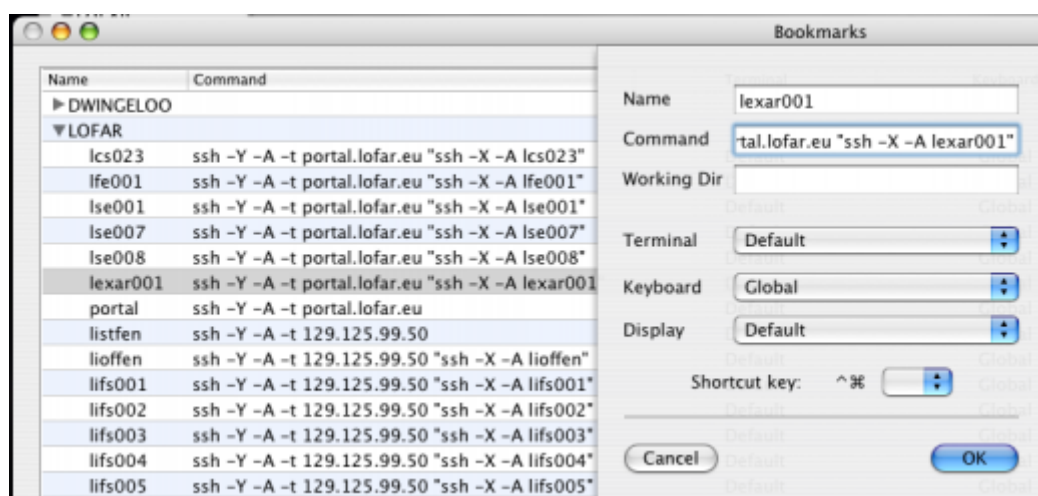 Bookmarks
Name Command
DWINGELOO
LOFAR
lcs023 ssh -Y -A -t portal.lofar.eu "ssh -X -A lcs023"
lfe001 ssh -Y -A -t portal.lofar.eu "ssh -X -A lfe001"
lse001 ssh -Y -A -t portal.lofar.eu "ssh -X -A lse001"
lse007 ssh -Y -A -t portal.lofar.eu "ssh -X -A lse007"
lse008 ssh -Y -A -t portal.lofar.eu "ssh -X -A lse008"
lexar001 ssh -Y -A -t portal.lofar.eu "ssh -X -A lexar001
portal ssh -Y -A -t portal.lofar.eu
listfen ssh -Y -A -t 129.125.99.50
lioffen ssh -Y -A -t 129.125.99.50 "ssh -X -A lioffen"
lifs001 ssh -Y -A -t 129.125.99.50 "ssh -X -A lifs001"
lifs002 ssh -Y -A -t 129.125.99.50 "ssh -X -A lifs002"
lifs003 ssh -Y -A -t 129.125.99.50 "ssh -X -A lifs003"
lifs004 ssh -Y -A -t 129.125.99.50 "ssh -X -A lifs004"
lifs005 ssh -Y -A -t 129.125.99.50 "ssh -X -A lifs005"
Name lexar001
Command rtal.lofar.eu "ssh -X -A lexar001"
Working Dir
Terminal Default
Keyboard Global
Display Default
Shortcut key: ^⌘
Cancel OK